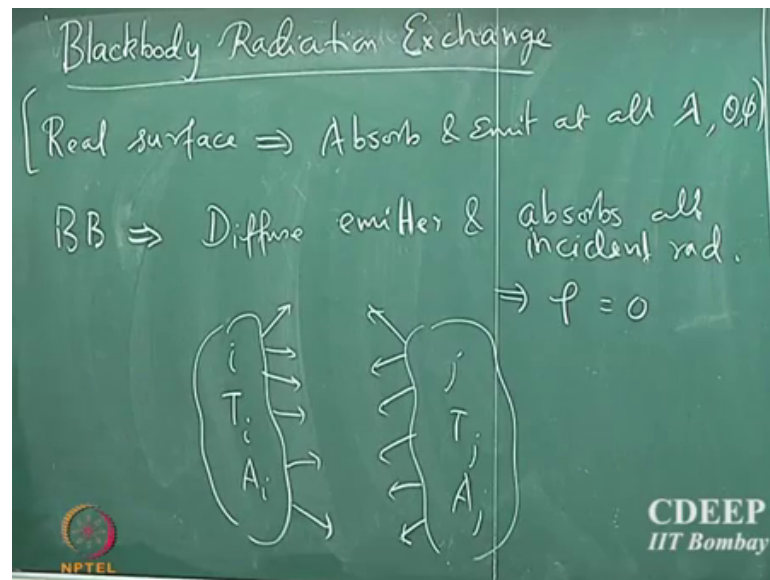 Blackbody Radiation Exchange
[Real surface ⇒ Absorb & Emit at all λ, θ,φ)
BB ⇒ Diffuse emitter & absorbs all
incident rad.
⇒ ρ = 0
i
T_i
A_i
j
T_j
A_j
NPTEL
CDEEP
IIT Bombay